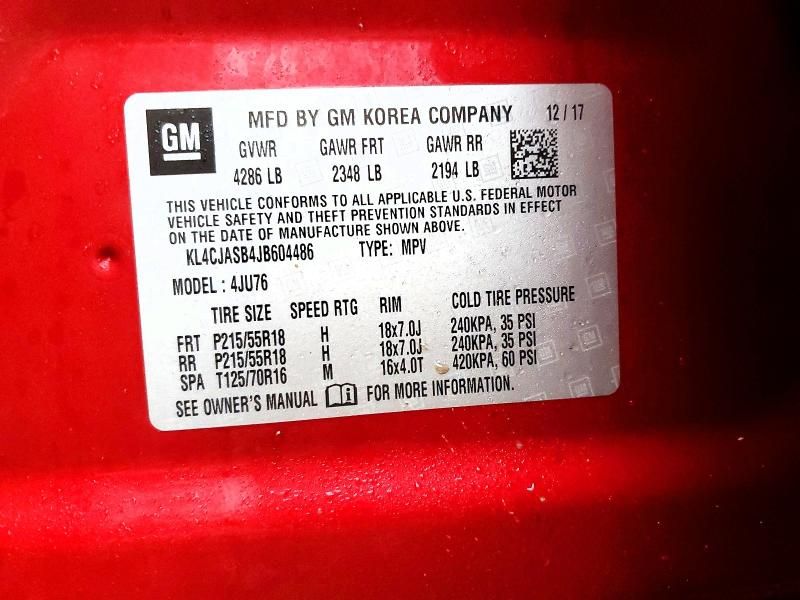 GM
MFD BY GM KOREA COMPANY 12/17
GVWR GAWR FRT GAWR RR
4286 LB 2348 LB 2194 LB
THIS VEHICLE CONFORMS TO ALL APPLICABLE U.S. FEDERAL MOTOR
VEHICLE SAFETY AND THEFT PREVENTION STANDARDS IN EFFECT
ON THE DATE OF MANUFACTURE SHOWN ABOVE.
KL4CJASB4JB604486 TYPE: MPV
MODEL : 4JU76
TIRE SIZE SPEED RTG RIM COLD TIRE PRESSURE
FRT P215/55R18 H 18x7.0J 240KPA, 35 PSI
RR P215/55R18 H 18x7.0J 240KPA, 35 PSI
SPA T125/70R16 M 16x4.0T 420KPA, 60 PSI
SEE OWNER'S MANUAL FOR MORE INFORMATION.